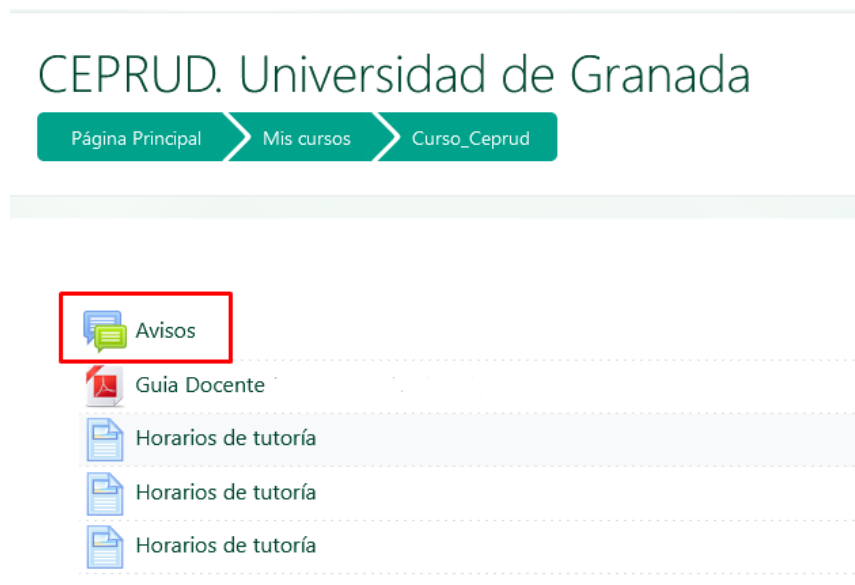 CEPRUD. Universidad de Granada
Página Principal Mis cursos Curso_Ceprud
Avisos
Guia Docente
Horarios de tutoría
Horarios de tutoría
Horarios de tutoría